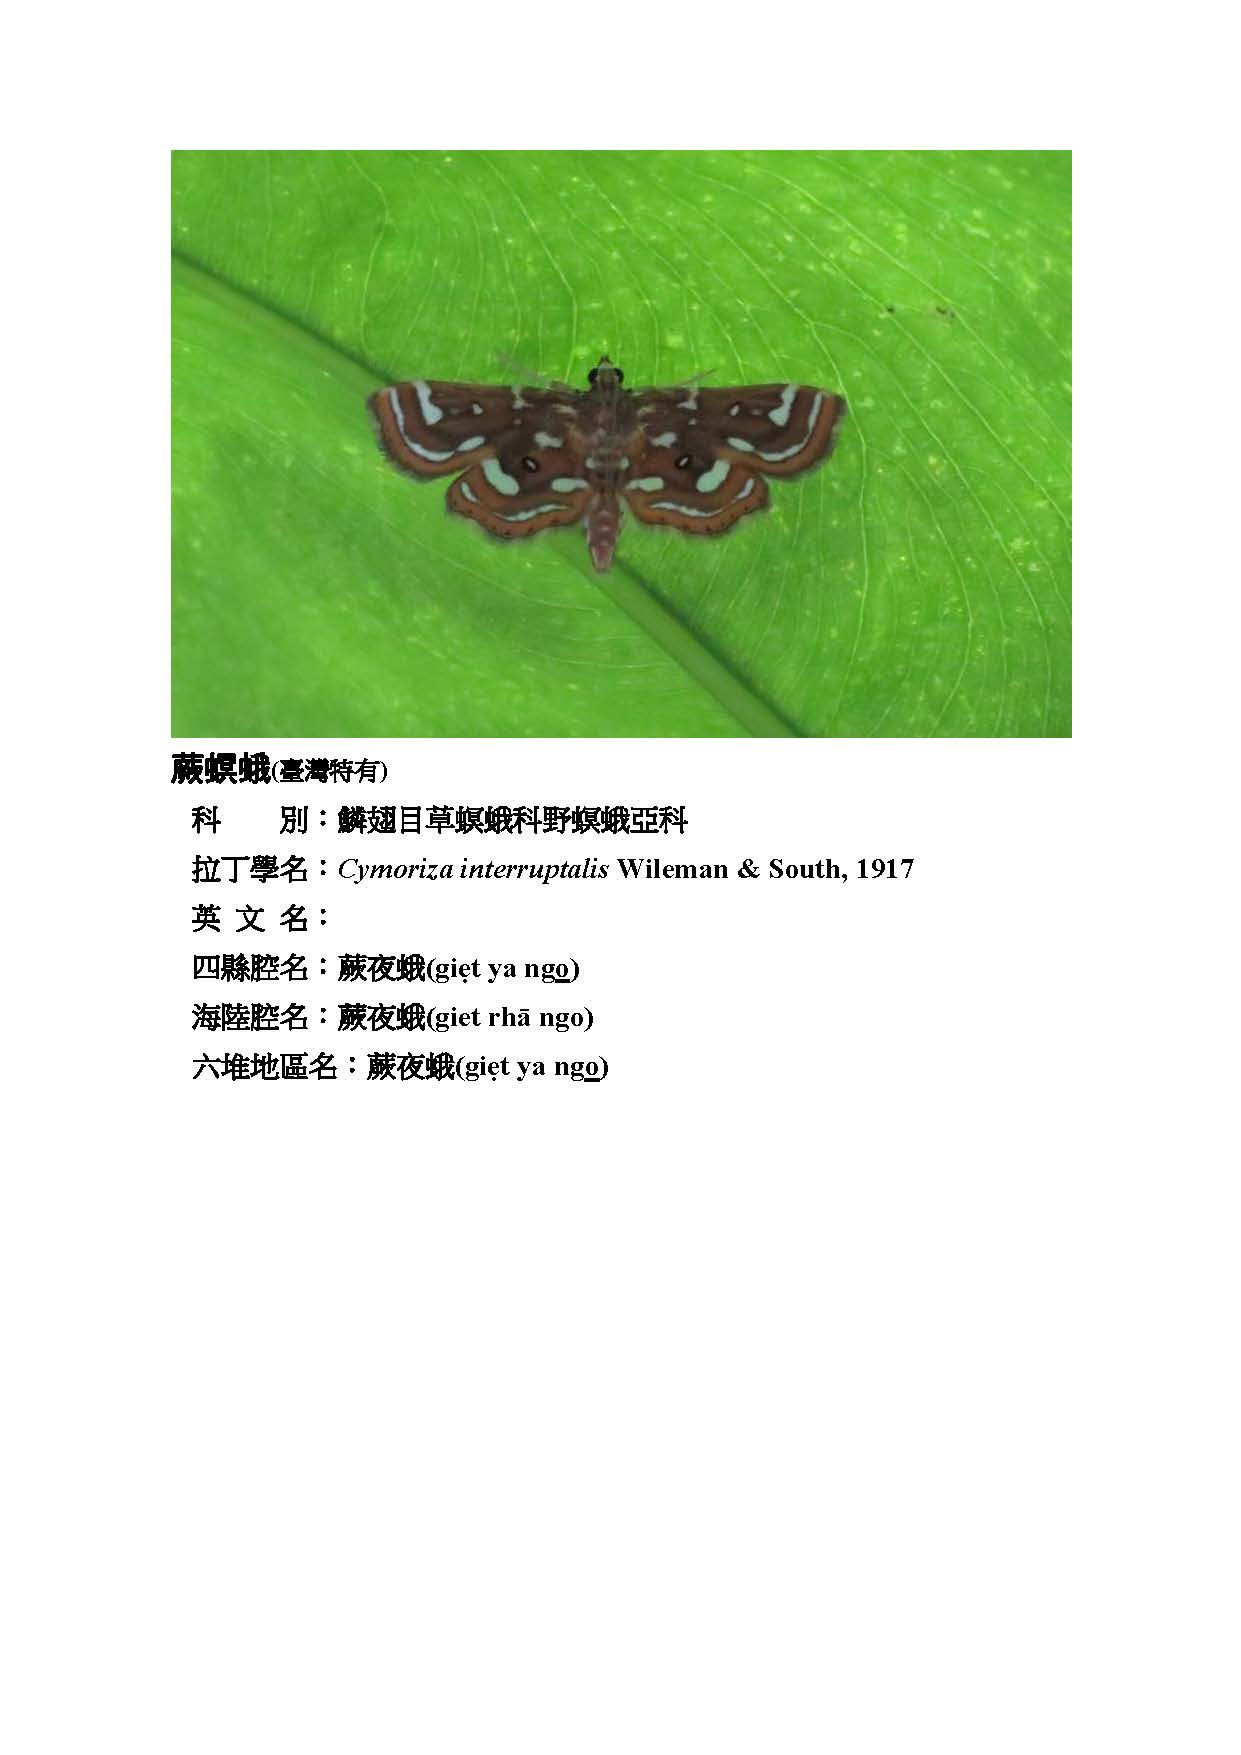 蕨螟蛾(臺灣特有)
科　　別：鱗翅目草螟蛾科野螟蛾亞科
拉丁學名：Cymoriza interruptalis Wileman & South, 1917
英 文 名：
四縣腔名：蕨夜蛾(giẹt ya ngo̲)
海陸腔名：蕨夜蛾(giet rhā ngo)
六堆地區名：蕨夜蛾(giẹt ya ngo̲)